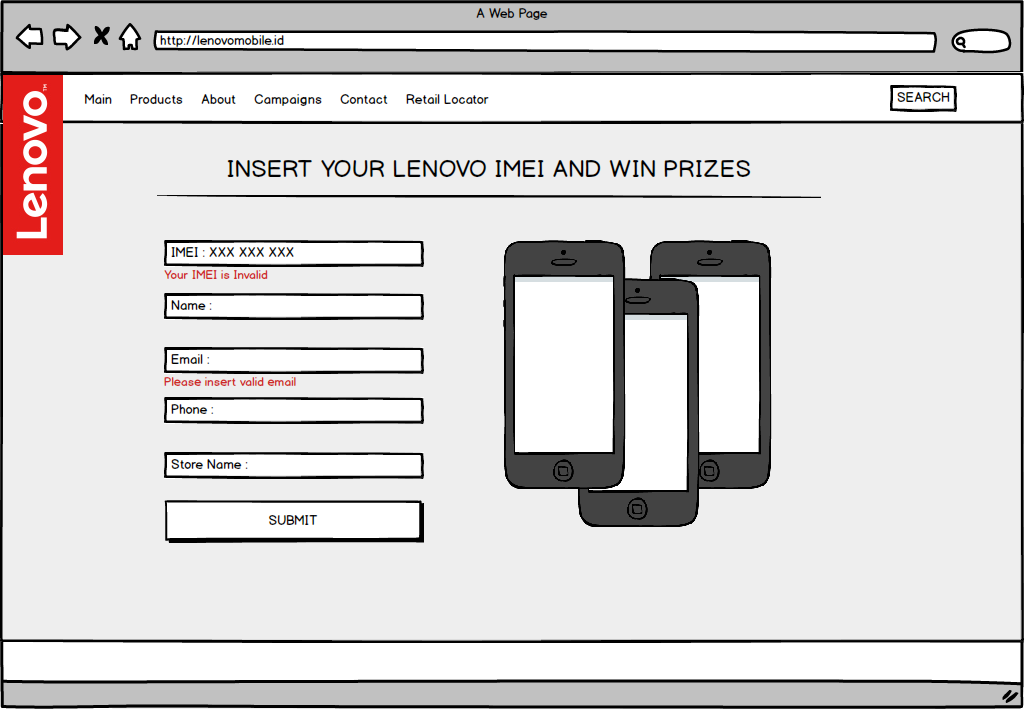 A Web Page
http://lenovomobile.id
Lenovo™
Main Products About Campaigns Contact Retail Locator
SEARCH
INSERT YOUR LENOVO IMEI AND WIN PRIZES
IMEI : XXX XXX XXX
Your IMEI is Invalid
Name :
Email :
Please insert valid email
Phone :
Store Name :
SUBMIT